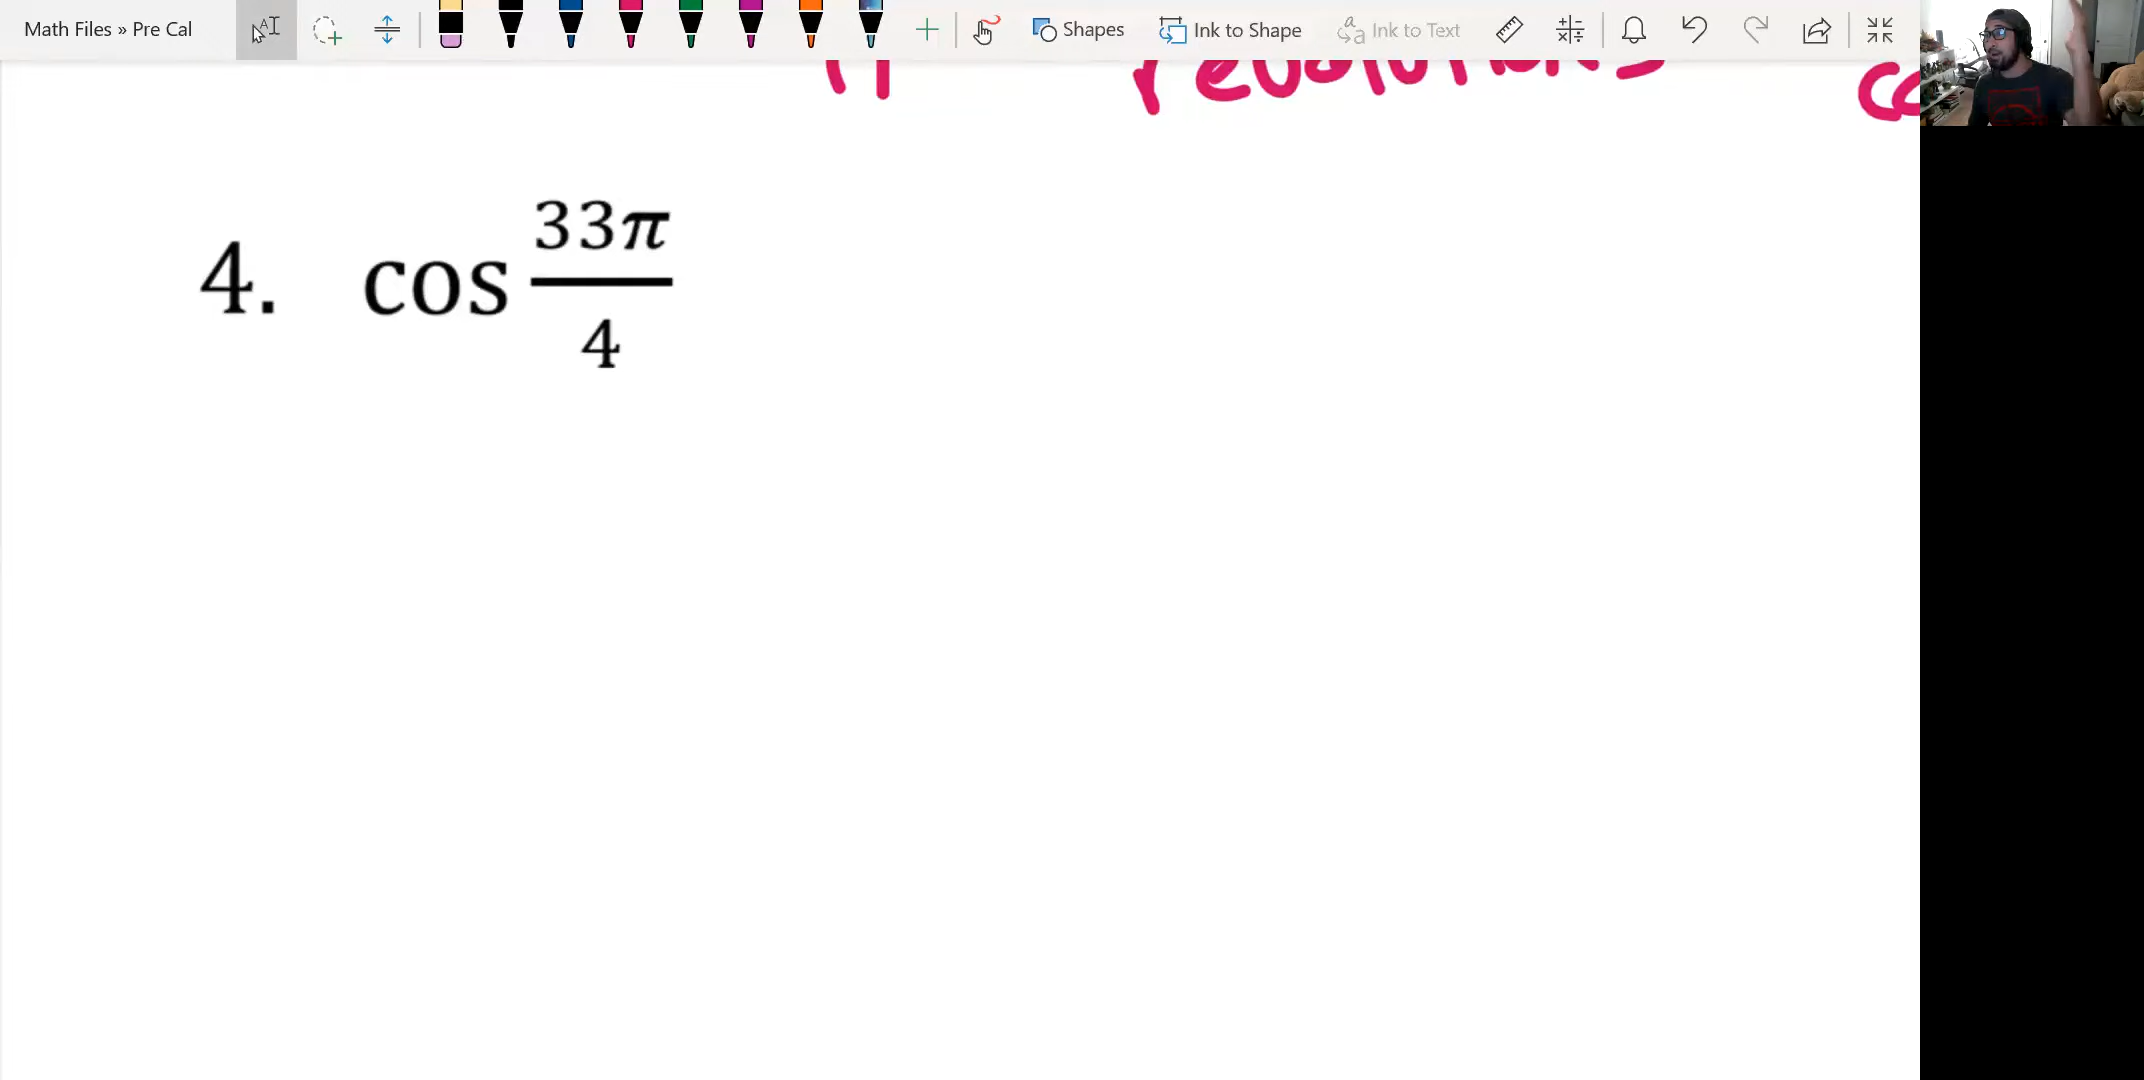 Math Files » Pre Cal Shapes Ink to Shape Ink to Text
revolutions
4. cos 33π/4